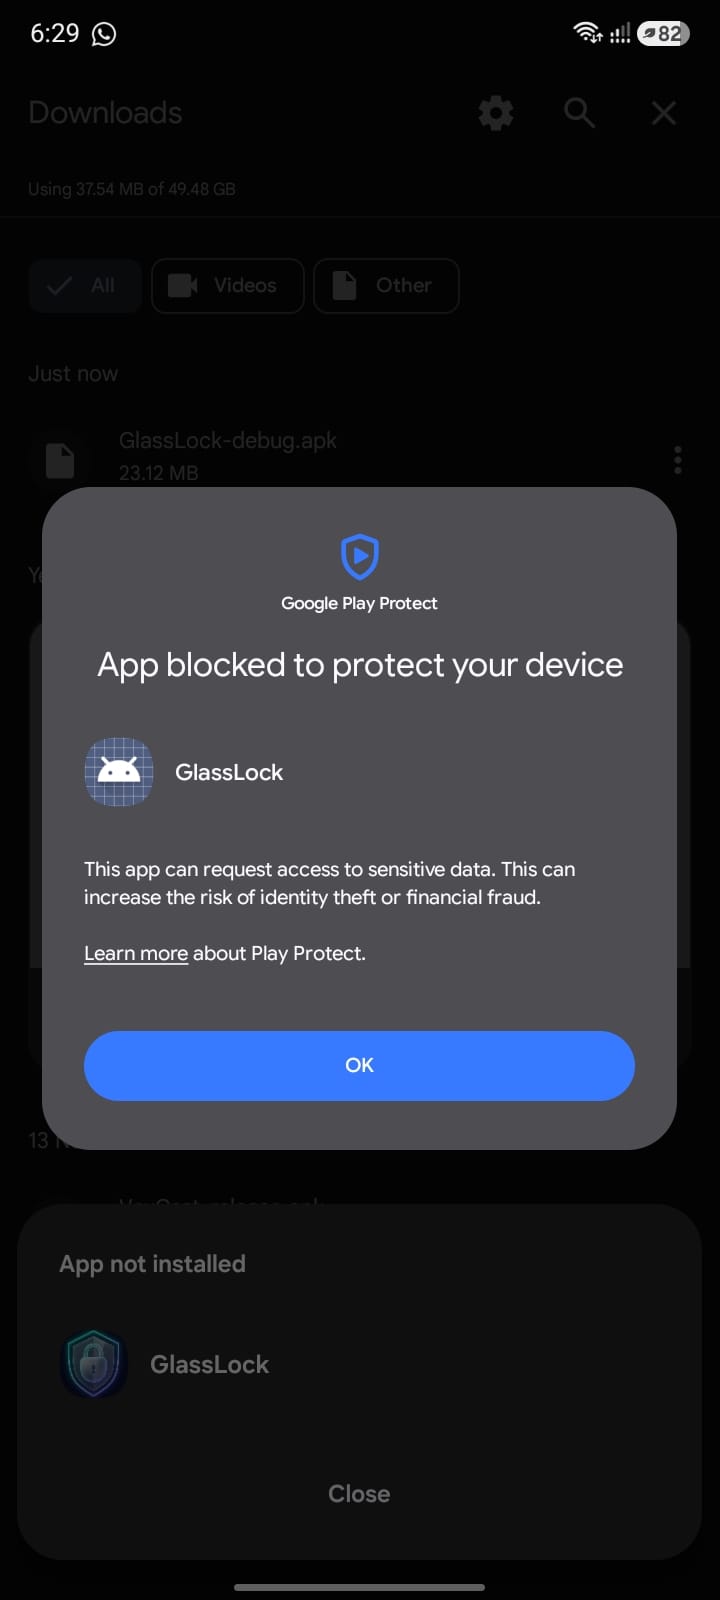 6:29
82
Downloads
Using 37.54 MB of 49.48 GB
All
Videos
Other
Just now
GlassLock-debug.apk
23.12 MB
Google Play Protect
App blocked to protect your device
GlassLock
This app can request access to sensitive data. This can
increase the risk of identity theft or financial fraud.
Learn more about Play Protect.
OK
13
App not installed
GlassLock
Close